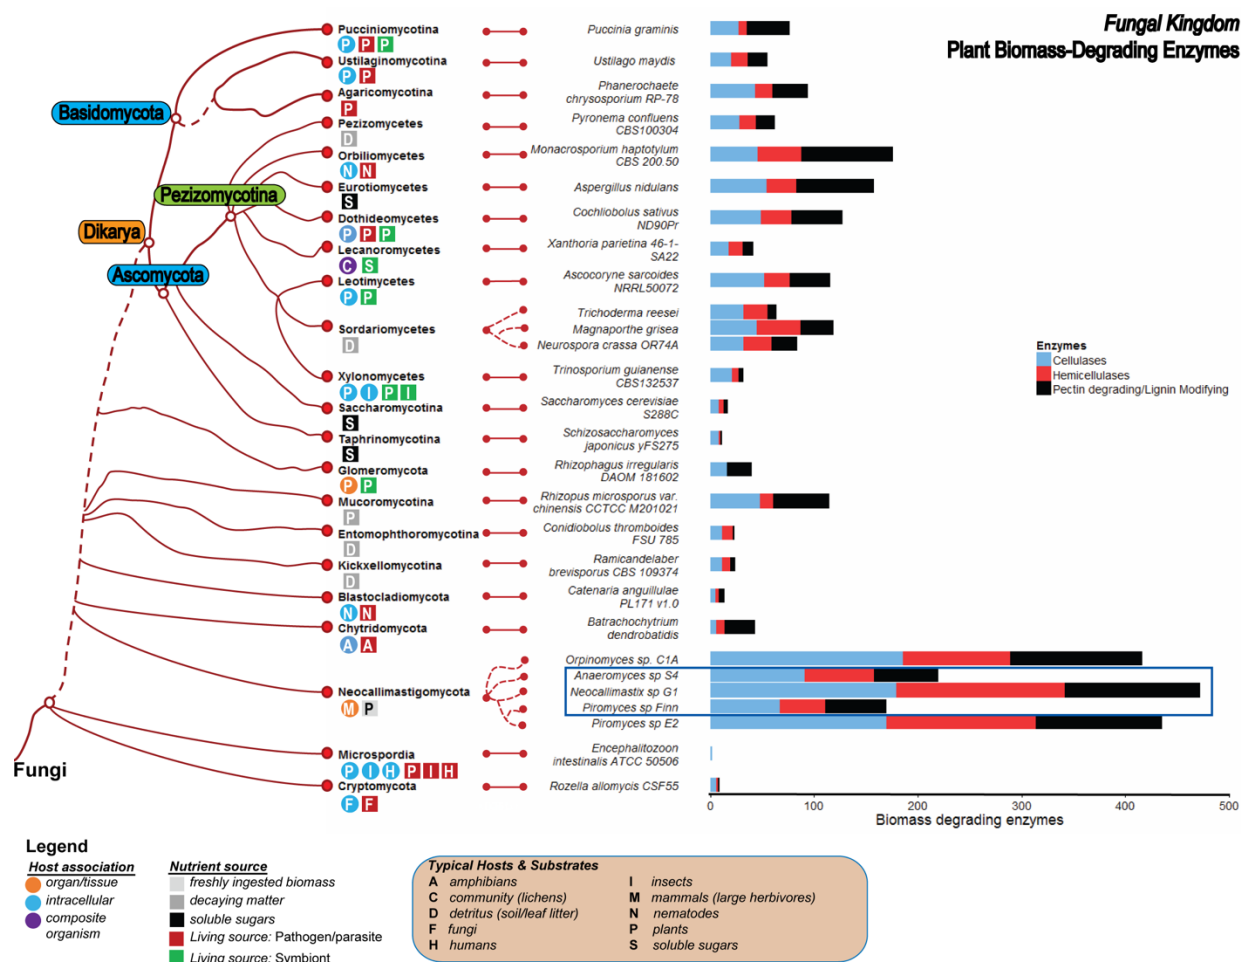 Fungal Kingdom
Plant Biomass-Degrading Enzymes
Basidomycota
Pezizomycotina
Dikarya
Ascomycota
Fungi
Pucciniomycotina
P P P
Puccinia graminis
Ustilaginomycotina
P P
Ustilago maydis
Agaricomycotina
P
Phanerochaete
chrysosporium RP-78
Pezizomycetes
D
Pyronema confluens
CBS100304
Orbiliomycetes
N N
Monacrosporium haptotylum
CBS 200.50
Eurotiomycetes
S
Aspergillus nidulans
Dothideomycetes
P P P
Cochliobolus sativus
ND90Pr
Lecanoromycetes
C S
Xanthoria parietina 46-1-
SA22
Leotimycetes
P P
Ascocoryne sarcoides
NRRL50072
Sordariomycetes
D
Trichoderma reesei
Magnaporthe grisea
Neurospora crassa OR74A
Xylonomycetes
P I P I
Trinosporium guianense
CBS132537
Saccharomycotina
S
Saccharomyces cerevisiae
S288C
Taphrinomycotina
S
Schizosaccharomyces
japonicus yFS275
Glomeromycota
P P
Rhizophagus irregularis
DAOM 181602
Mucoromycotina
P
Rhizopus microsporus var.
chinensis CCTCC M201021
Entomophthoromycotina
D
Conidiobolus thromboides
FSU 785
Kickxellomycotina
D
Ramicandelaber
brevisporus CBS 109374
Blastocladiomycota
N N
Catenaria anguillulae
PL171 v1.0
Chytridomycota
A A
Batrachochytrium
dendrobatidis
Neocallimastigomycota
M P
Orpinomyces sp. C1A
Anaeromyces sp S4
Neocallimastix sp G1
Piromyces sp Finn
Piromyces sp E2
Microspordia
P I H P I H
Encephalitozoon
intestinalis ATCC 50506
Cryptomycota
F F
Rozella allomycis CSF55
Enzymes
Cellulases
Hemicellulases
Pectin degrading/Lignin Modifying
0 100 200 300 400 500
Biomass degrading enzymes
Legend
Host association
organ/tissue
intracellular
composite
organism
Nutrient source
freshly ingested biomass
decaying matter
soluble sugars
Living source: Pathogen/parasite
Living source: Symbiont
Typical Hosts & Substrates
A amphibians
C community (lichens)
D detritus (soil/leaf litter)
F fungi
H humans
I insects
M mammals (large herbivores)
N nematodes
P plants
S soluble sugars